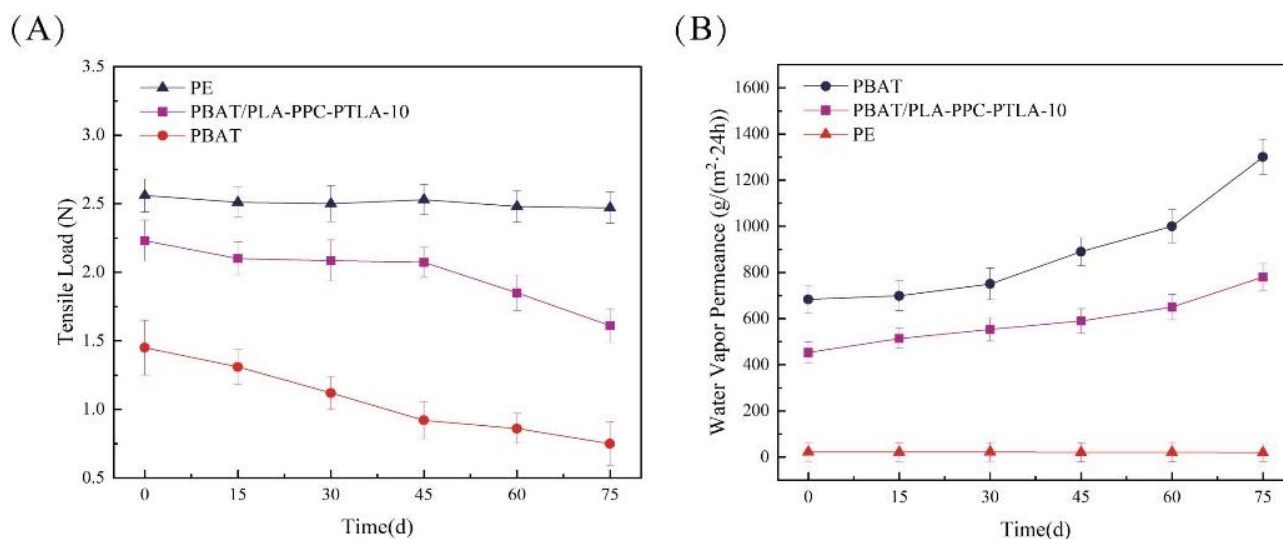 (A)
3.5
3.0
2.5
2.0
1.5
1.0
0.5
Tensile Load (N)
PE
PBAT/PLA-PPC-PTLA-10
PBAT
0 15 30 45 60 75
Time(d)
(B)
1600
1400
1200
1000
800
600
400
200
0
Water Vapor Permeance (g/(m²·24h))
PBAT
PBAT/PLA-PPC-PTLA-10
PE
0 15 30 45 60 75
Time(d)